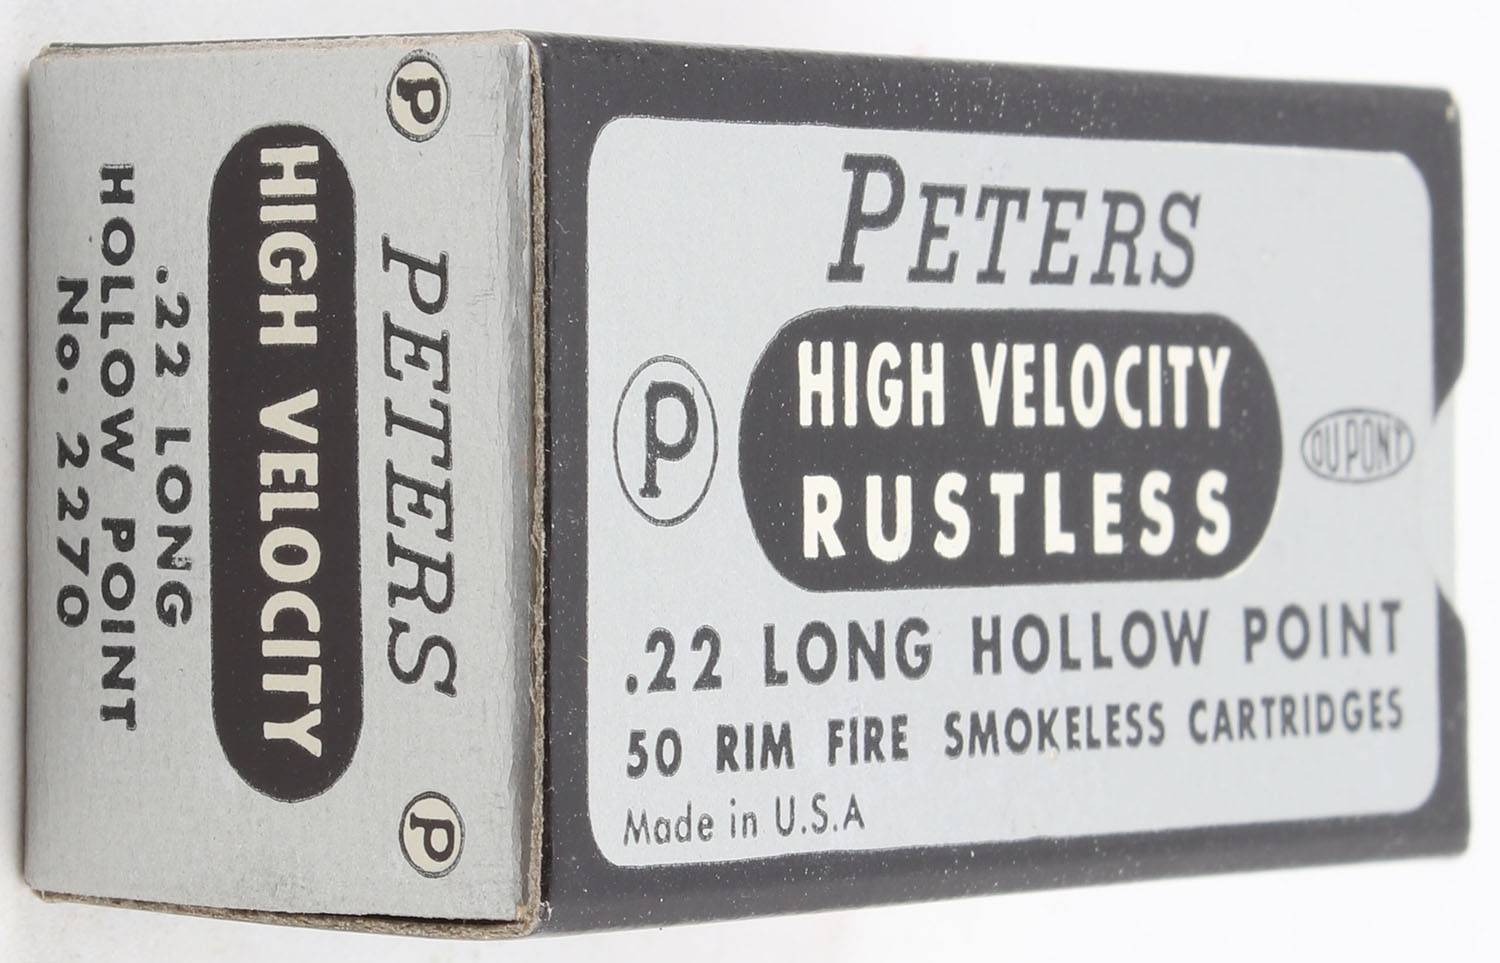 PETERS
HIGH VELOCITY
RUSTLESS
P
DU PONT
.22 LONG HOLLOW POINT
50 RIM FIRE SMOKELESS CARTRIDGES
Made in U.S.A
P
P
PETERS
HIGH VELOCITY
.22 LONG
HOLLOW POINT
No. 2270